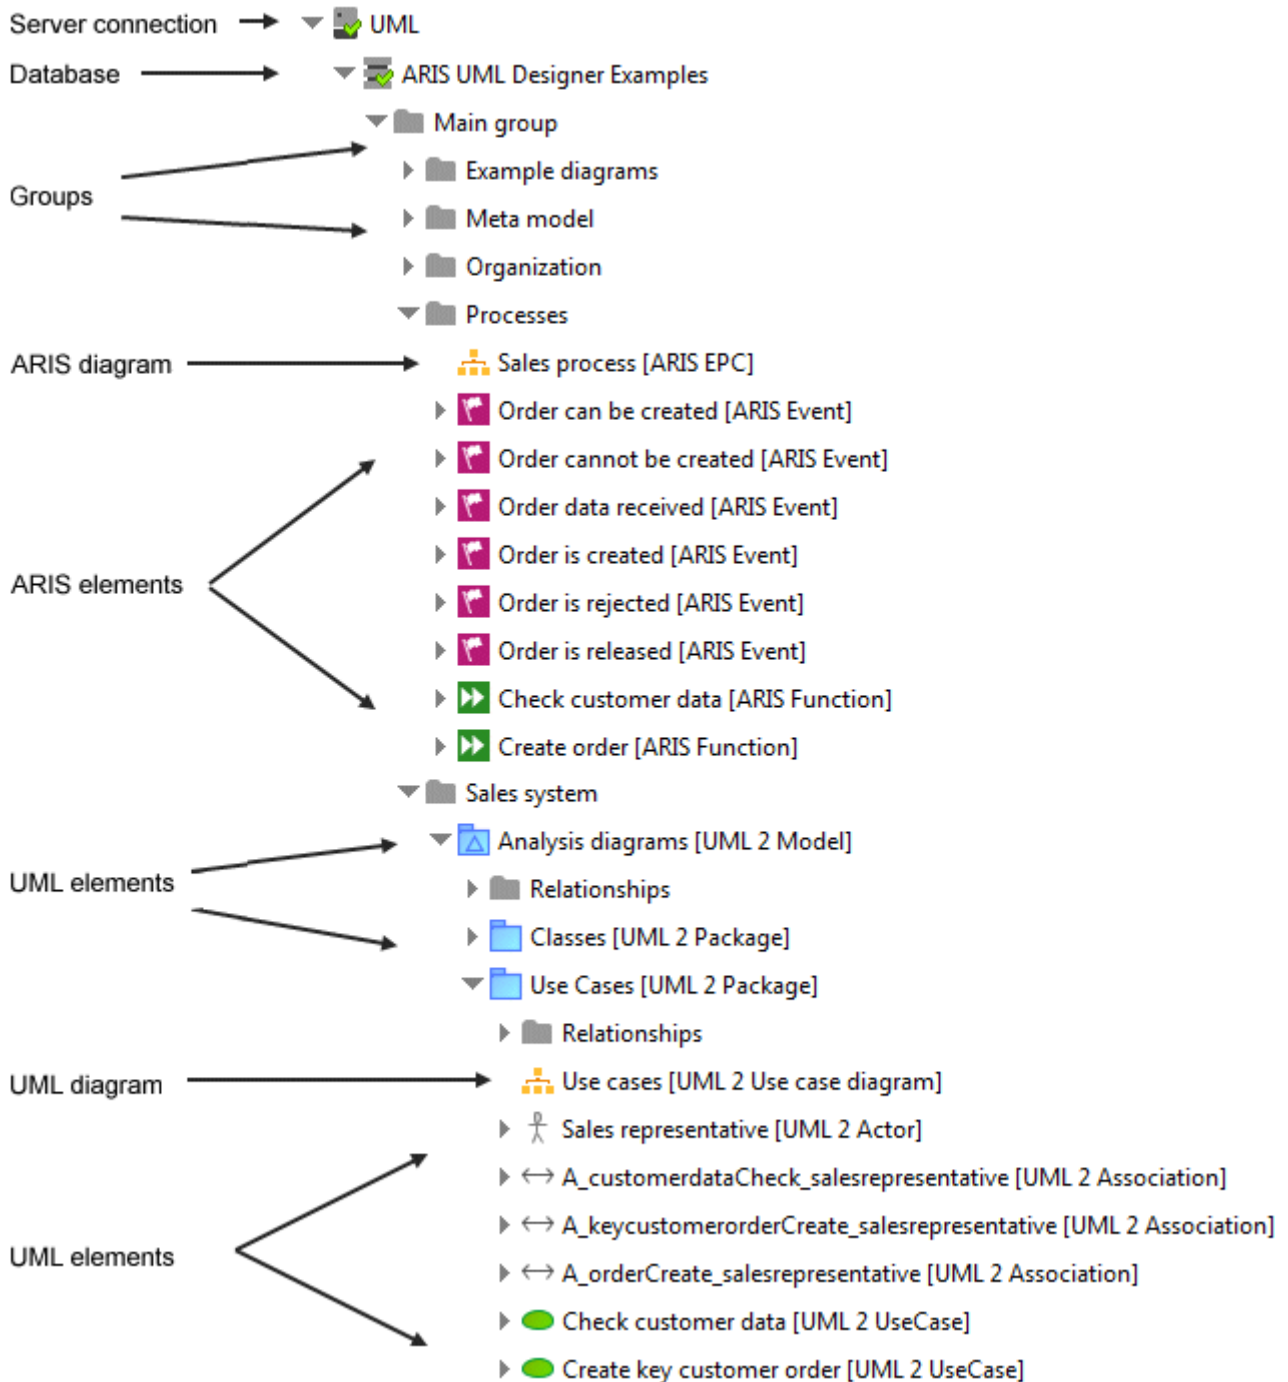 Server connection UML
Database ARIS UML Designer Examples
Main group
Example diagrams
Groups
Meta model
Organization
Processes
ARIS diagram Sales process [ARIS EPC]
Order can be created [ARIS Event]
Order cannot be created [ARIS Event]
Order data received [ARIS Event]
Order is created [ARIS Event]
ARIS elements
Order is rejected [ARIS Event]
Order is released [ARIS Event]
Check customer data [ARIS Function]
Create order [ARIS Function]
Sales system
Analysis diagrams [UML 2 Model]
UML elements Relationships
Classes [UML 2 Package]
Use Cases [UML 2 Package]
Relationships
UML diagram Use cases [UML 2 Use case diagram]
Sales representative [UML 2 Actor]
A_customerdataCheck_salesrepresentative [UML 2 Association]
A_keycustomerorderCreate_salesrepresentative [UML 2 Association]
UML elements
A_orderCreate_salesrepresentative [UML 2 Association]
Check customer data [UML 2 UseCase]
Create key customer order [UML 2 UseCase]